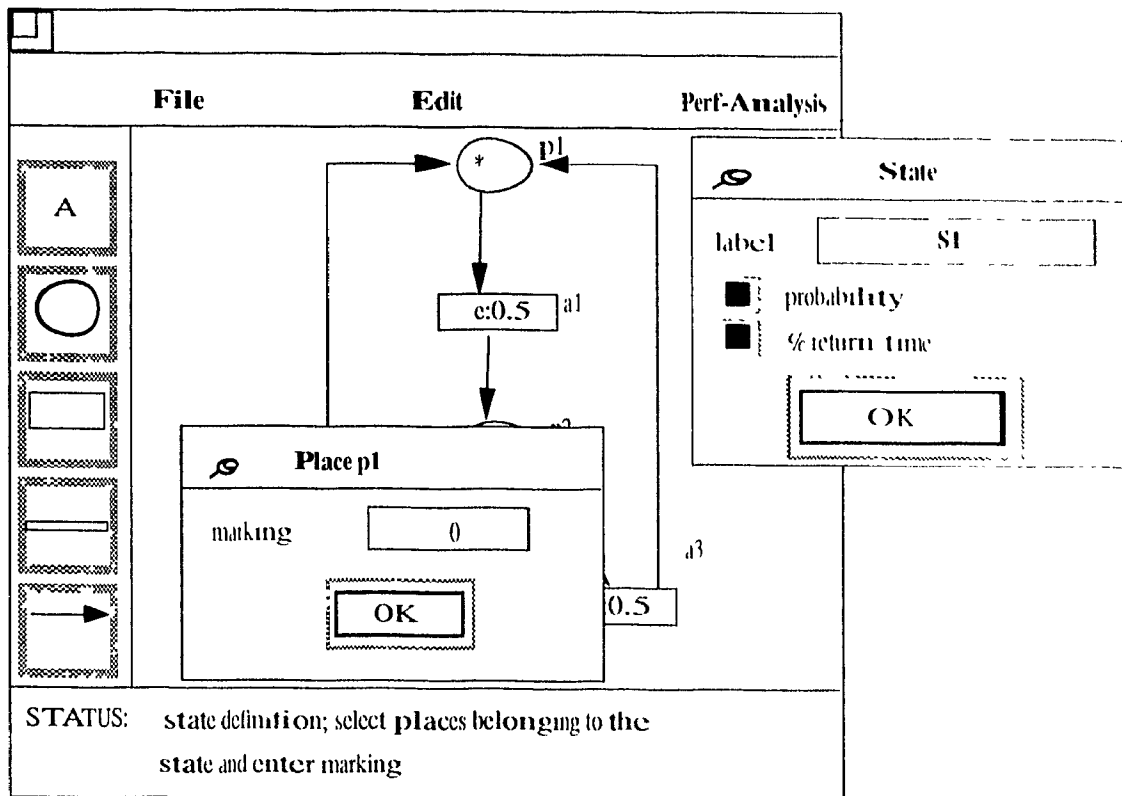 File Edit Perf-Analysis
A
* p1
e:0.5 a1
State
label S1
probability
% return time
OK
Place p1
marking 0
OK
a3
0.5
STATUS: state definition; select places belonging to the
state and enter marking